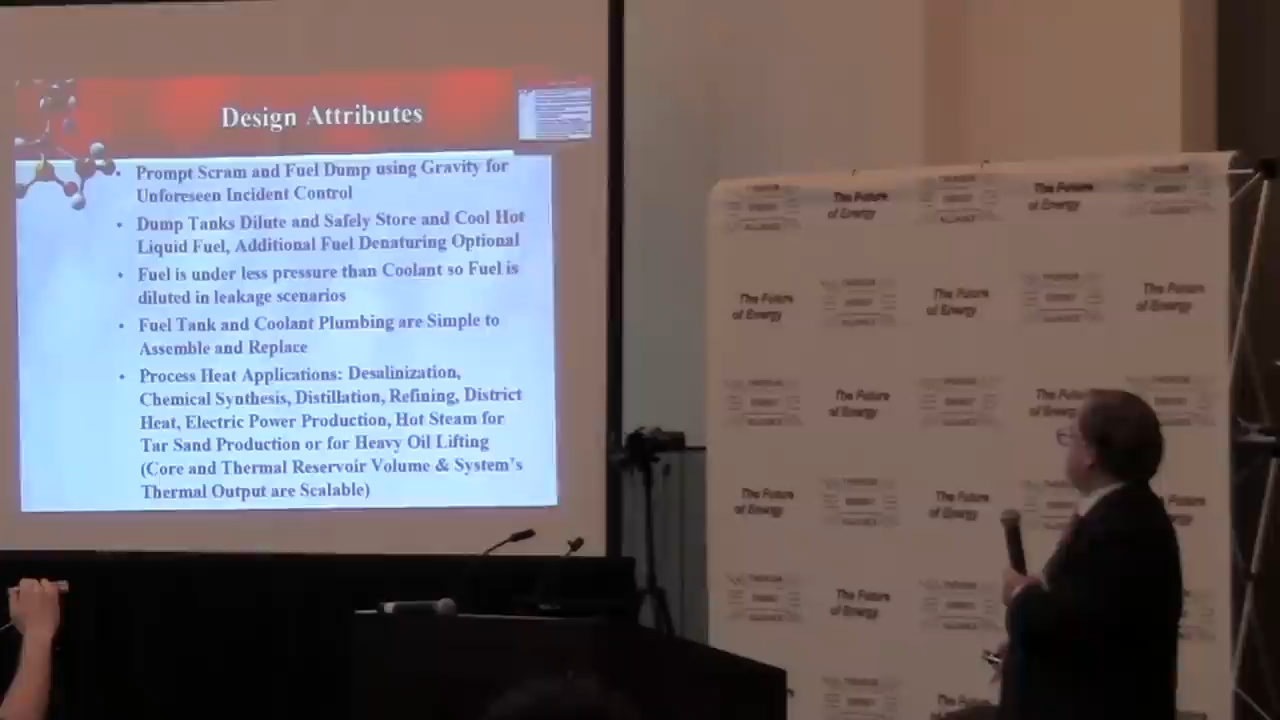 Design Attributes
Prompt Scram and Fuel Dump using Gravity for
Unforeseen Incident Control
Dump Tanks Dilute and Safely Store and Cool Hot
Liquid Fuel, Additional Fuel Denaturing Optional
Fuel is under less pressure than Coolant so Fuel is
diluted in leakage scenarios
Fuel Tank and Coolant Plumbing are Simple to
Assemble and Replace
Process Heat Applications: Desalinization,
Chemical Synthesis, Distillation, Refining, District
Heat, Electric Power Production, Hot Steam for
Tar Sand Production or for Heavy Oil Lifting
(Core and Thermal Reservoir Volume & System's
Thermal Output are Scalable)
The Future
of Energy
The Future
of Energy
The Future
of Energy
The Future
of Energy
The Future
of Energy
The Future
of Energy
The Future
of Energy
The Future
of Energy
The Future
of Energy
The Future
of Energy